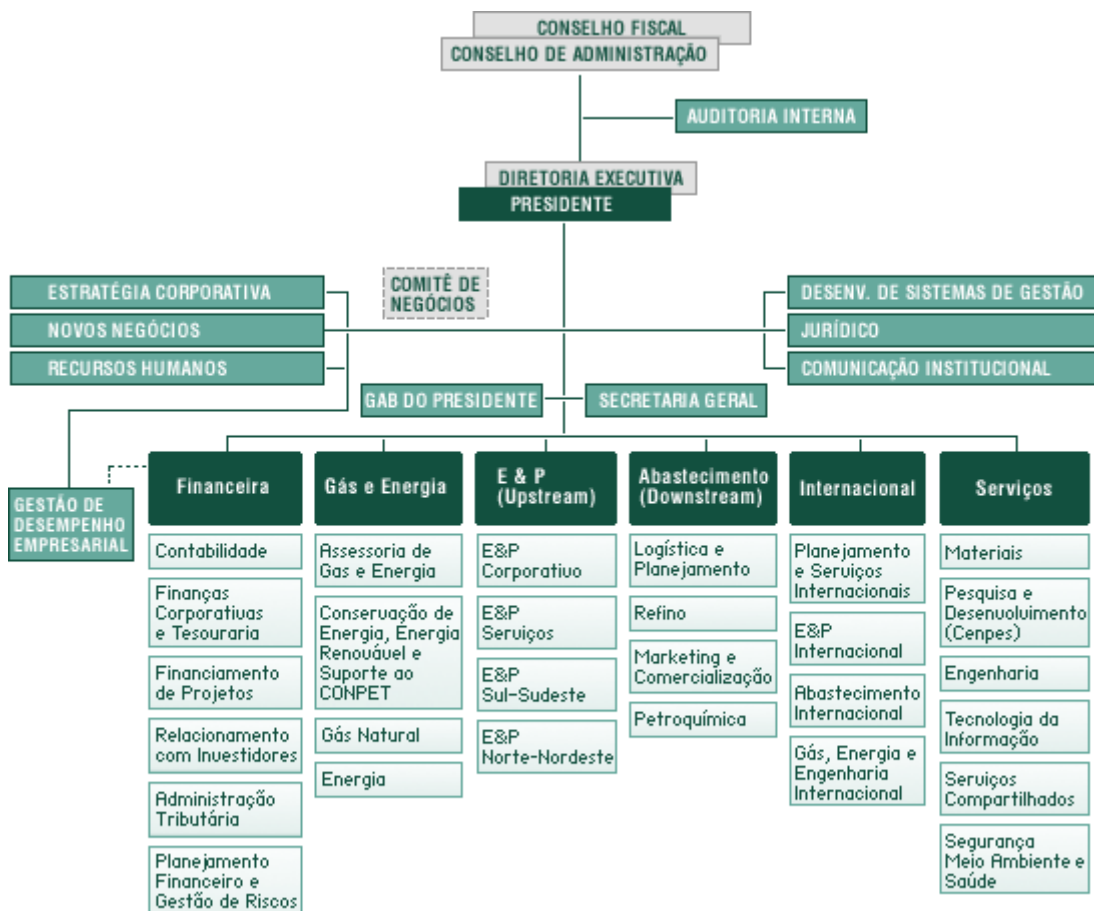 CONSELHO FISCAL
CONSELHO DE ADMINISTRAÇÃO
AUDITORIA INTERNA
DIRETORIA EXECUTIVA
PRESIDENTE
COMITÊ DE
NEGÓCIOS
ESTRATÉGIA CORPORATIVA
NOVOS NEGÓCIOS
RECURSOS HUMANOS
DESENV. DE SISTEMAS DE GESTÃO
JURÍDICO
COMUNICAÇÃO INSTITUCIONAL
GAB DO PRESIDENTE
SECRETARIA GERAL
GESTÃO DE
DESEMPENHO
EMPRESARIAL
Financeira
Contabilidade
Finanças
Corporativas
e Tesouraria
Financiamento
de Projetos
Relacionamento
com Investidores
Administração
Tributária
Planejamento
Financeiro e
Gestão de Riscos
Gás e Energia
Assessoria de
Gas e Energia
Conservação de
Energia, Energia
Renovável e
Suporte ao
CONPET
Gás Natural
Energia
E & P
(Upstream)
E&P
Corporativo
E&P
Serviços
E&P
Sul-Sudeste
E&P
Norte-Nordeste
Abastecimento
(Downstream)
Logística e
Planejamento
Refino
Marketing e
Comercialização
Petroquímica
Internacional
Planejamento
e Serviços
Internacionais
E&P
Internacional
Abastecimento
Internacional
Gás, Energia e
Engenharia
Internacional
Serviços
Materiais
Pesquisa e
Desenvolvimento
(Cenpes)
Engenharia
Tecnologia da
Informação
Serviços
Compartilhados
Segurança
Meio Ambiente e
Saúde